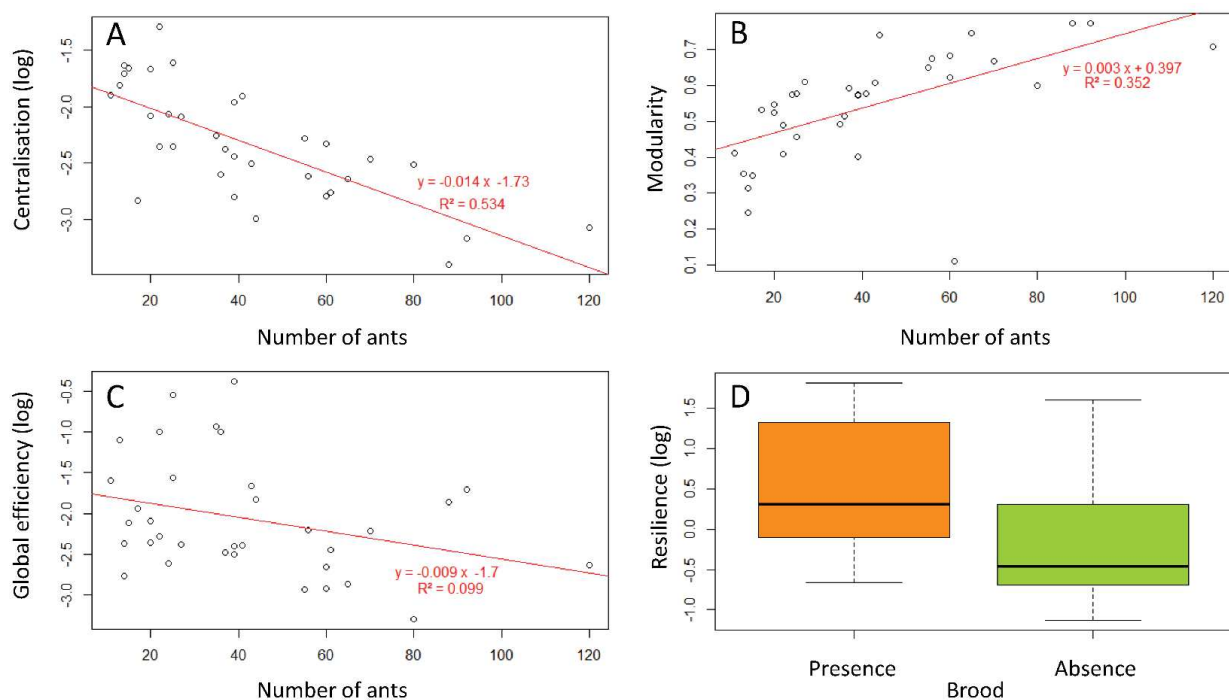 A
Centralisation (log)
-1.5
-2.0
-2.5
-3.0
y = -0.014 x -1.73
R² = 0.534
20 40 60 80 100 120
Number of ants
B
Modularity
0.7
0.6
0.5
0.4
0.3
0.2
0.1
y = 0.003 x + 0.397
R² = 0.352
20 40 60 80 100 120
Number of ants
C
Global efficiency (log)
-0.5
-1.0
-1.5
-2.0
-2.5
-3.0
y = -0.009 x -1.7
R² = 0.099
20 40 60 80 100 120
Number of ants
D
Resilience (log)
1.5
1.0
0.5
0.0
-0.5
-1.0
Presence Absence
Brood